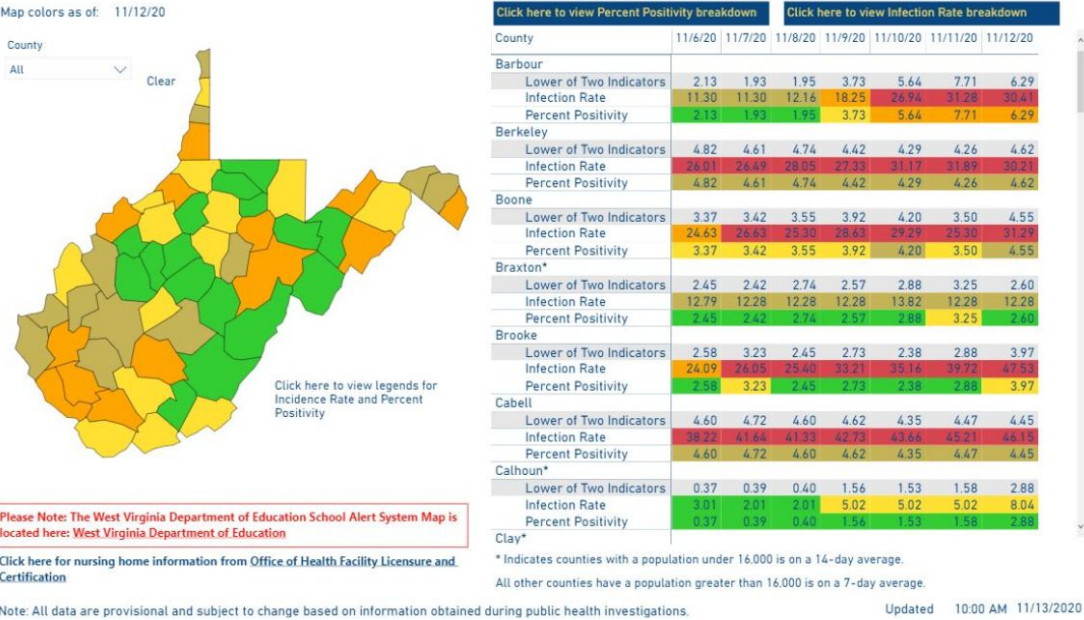 Map colors as of: 11/12/20
County
All
Clear
Click here to view legends for
Incidence Rate and Percent
Positivity
Please Note: The West Virginia Department of Education School Alert System Map is
located here: West Virginia Department of Education
Click here for nursing home information from Office of Health Facility Licensure and
Certification
Click here to view Percent Positivity breakdown Click here to view Infection Rate breakdown
County 11/6/20 11/7/20 11/8/20 11/9/20 11/10/20 11/11/20 11/12/20
Barbour
Lower of Two Indicators 2.13 1.93 1.95 3.73 5.64 7.71 6.29
Infection Rate 11.30 11.30 12.16 18.25 26.94 31.28 30.41
Percent Positivity 2.13 1.93 1.95 3.73 5.64 7.71 6.29
Berkeley
Lower of Two Indicators 4.82 4.61 4.74 4.42 4.29 4.26 4.62
Infection Rate 26.01 26.49 28.05 27.33 31.17 31.89 30.21
Percent Positivity 4.82 4.61 4.74 4.42 4.29 4.26 4.62
Boone
Lower of Two Indicators 3.37 3.42 3.55 3.92 4.20 3.50 4.55
Infection Rate 24.63 26.63 25.30 28.63 29.29 25.30 31.29
Percent Positivity 3.37 3.42 3.55 3.92 4.20 3.50 4.55
Braxton*
Lower of Two Indicators 2.45 2.42 2.74 2.57 2.88 3.25 2.60
Infection Rate 12.79 12.28 12.28 12.28 13.82 12.28 12.28
Percent Positivity 2.45 2.42 2.74 2.57 2.88 3.25 2.60
Brooke
Lower of Two Indicators 2.58 3.23 2.45 2.73 2.38 2.88 3.97
Infection Rate 24.09 26.05 25.40 33.21 35.16 39.72 47.53
Percent Positivity 2.58 3.23 2.45 2.73 2.38 2.88 3.97
Cabell
Lower of Two Indicators 4.60 4.72 4.60 4.62 4.35 4.47 4.45
Infection Rate 38.22 41.64 41.33 42.73 43.66 45.21 46.15
Percent Positivity 4.60 4.72 4.60 4.62 4.35 4.47 4.45
Calhoun*
Lower of Two Indicators 0.37 0.39 0.40 1.56 1.53 1.58 2.88
Infection Rate 3.01 2.01 2.01 5.02 5.02 5.02 8.04
Percent Positivity 0.37 0.39 0.40 1.56 1.53 1.58 2.88
Clay*
* Indicates counties with a population under 16,000 is on a 14-day average.
All other counties have a population greater than 16,000 is on a 7-day average.
Note: All data are provisional and subject to change based on information obtained during public health investigations.
Updated 10:00 AM 11/13/2020